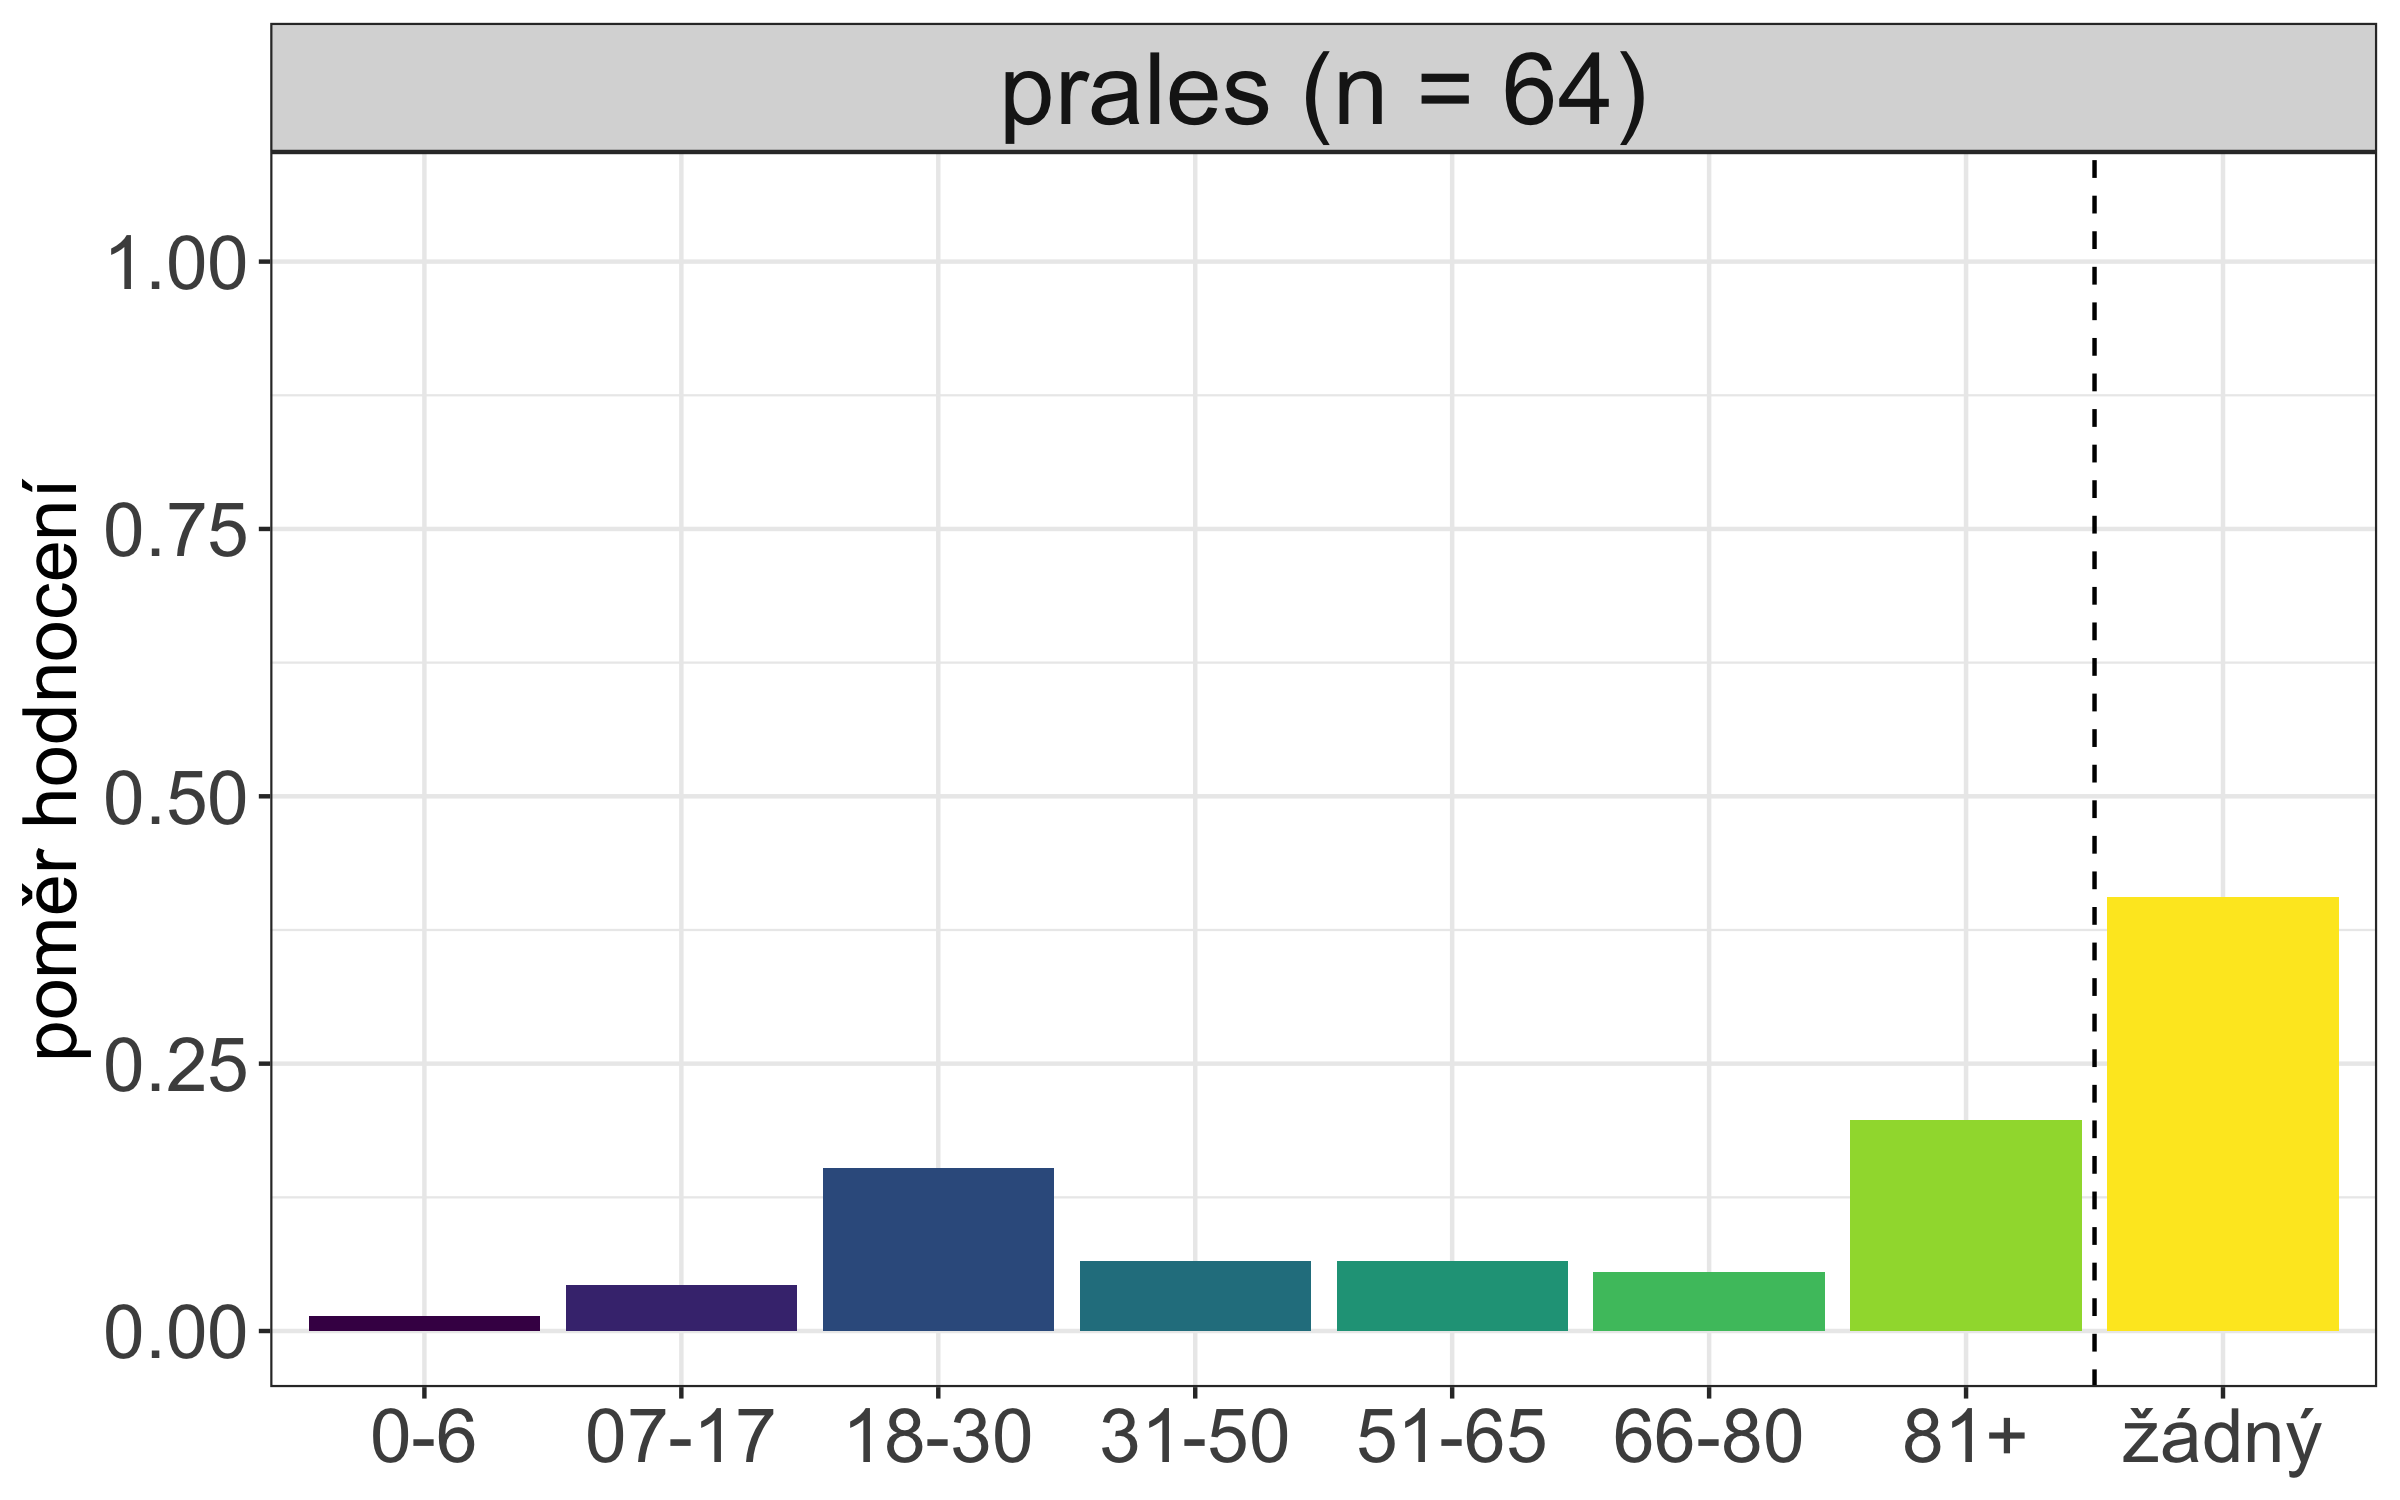 prales (n = 64)
poměr hodnocení
1.00
0.75
0.50
0.25
0.00
0-6 07-17 18-30 31-50 51-65 66-80 81+ žádný